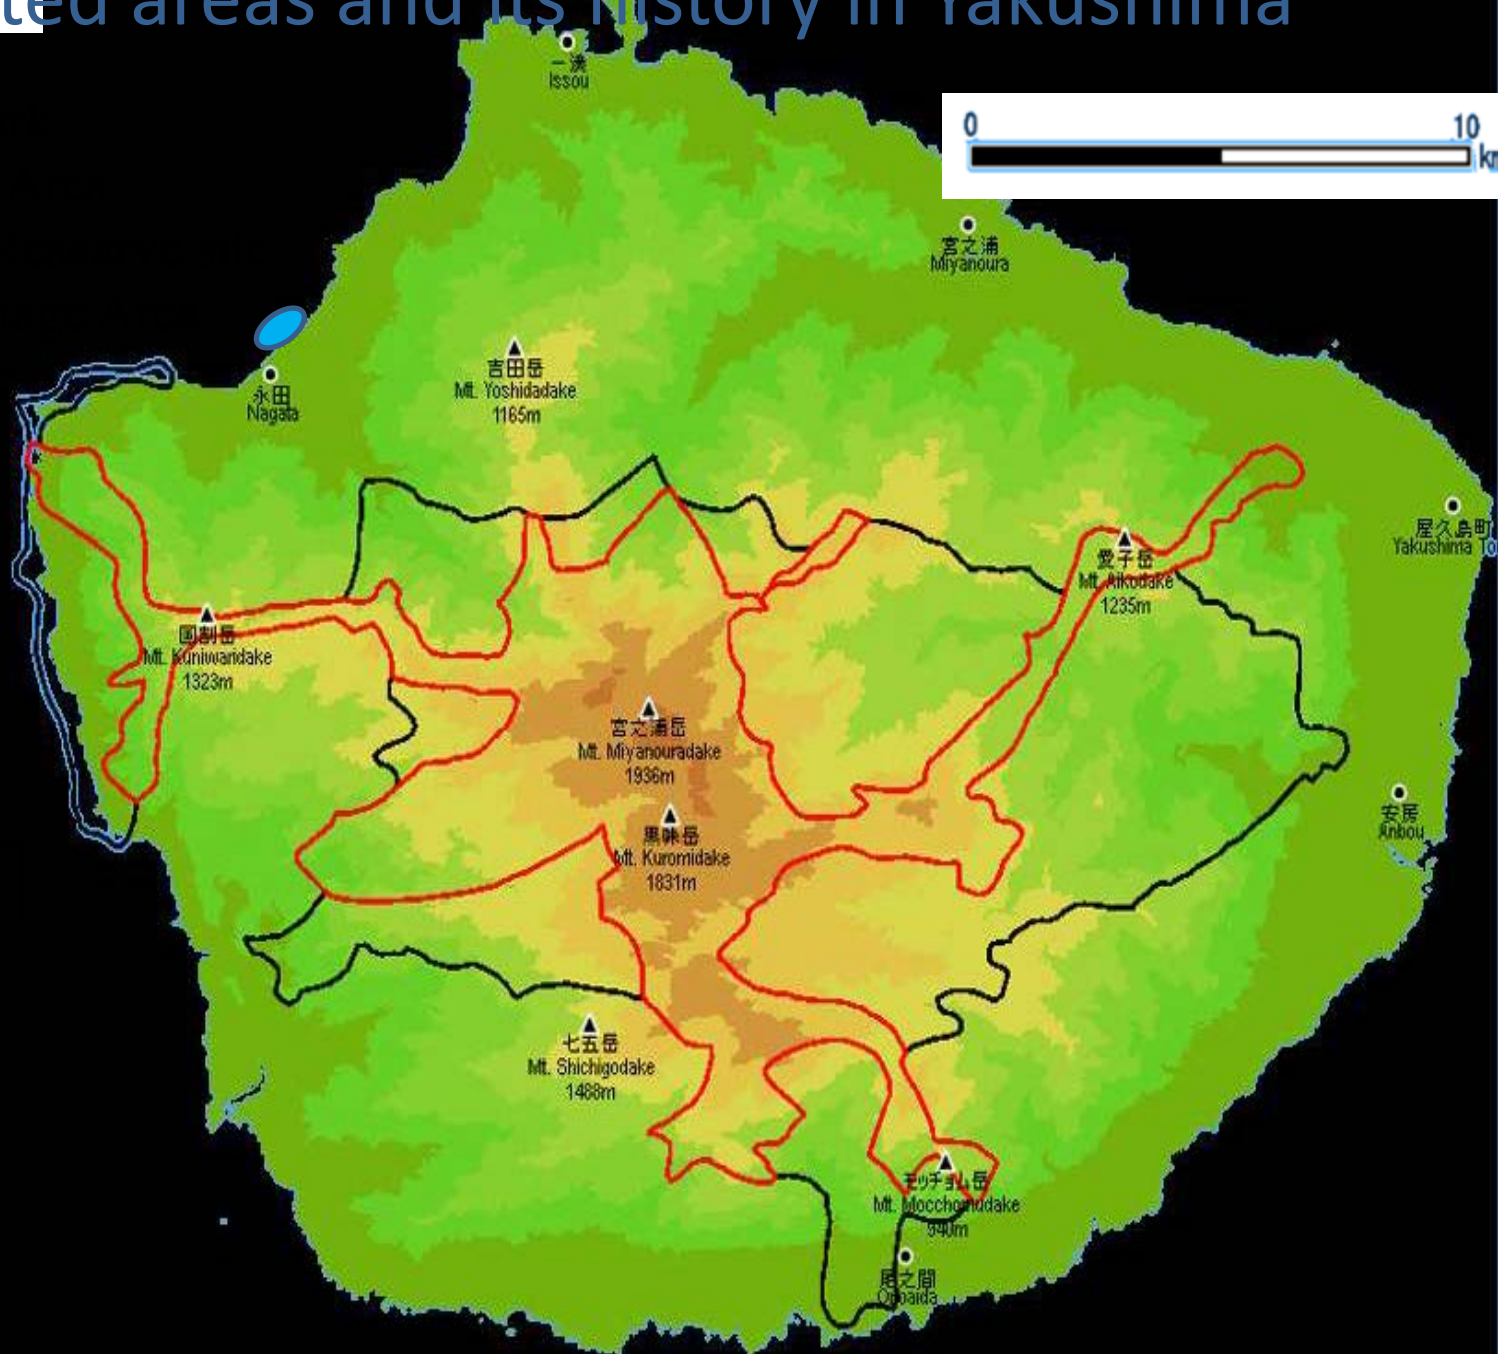 ted areas and its history in Yakushima
一湊
Issou
0 10
km
宮之浦
Miyanoura
吉田岳
Mt. Yoshidadake
1165m
永田
Nagata
屋久島町
Yakushima To
愛子岳
Mt. Aikodake
1235m
国割岳
Mt. Kuniwaridake
1323m
宮之浦岳
Mt. Miyanouradake
1936m
安房
Anbou
黒味岳
Mt. Kuromidake
1831m
七五岳
Mt. Shichigodake
1488m
モッチョム岳
Mt. Mocchomudake
940m
尾之間
Onoaida